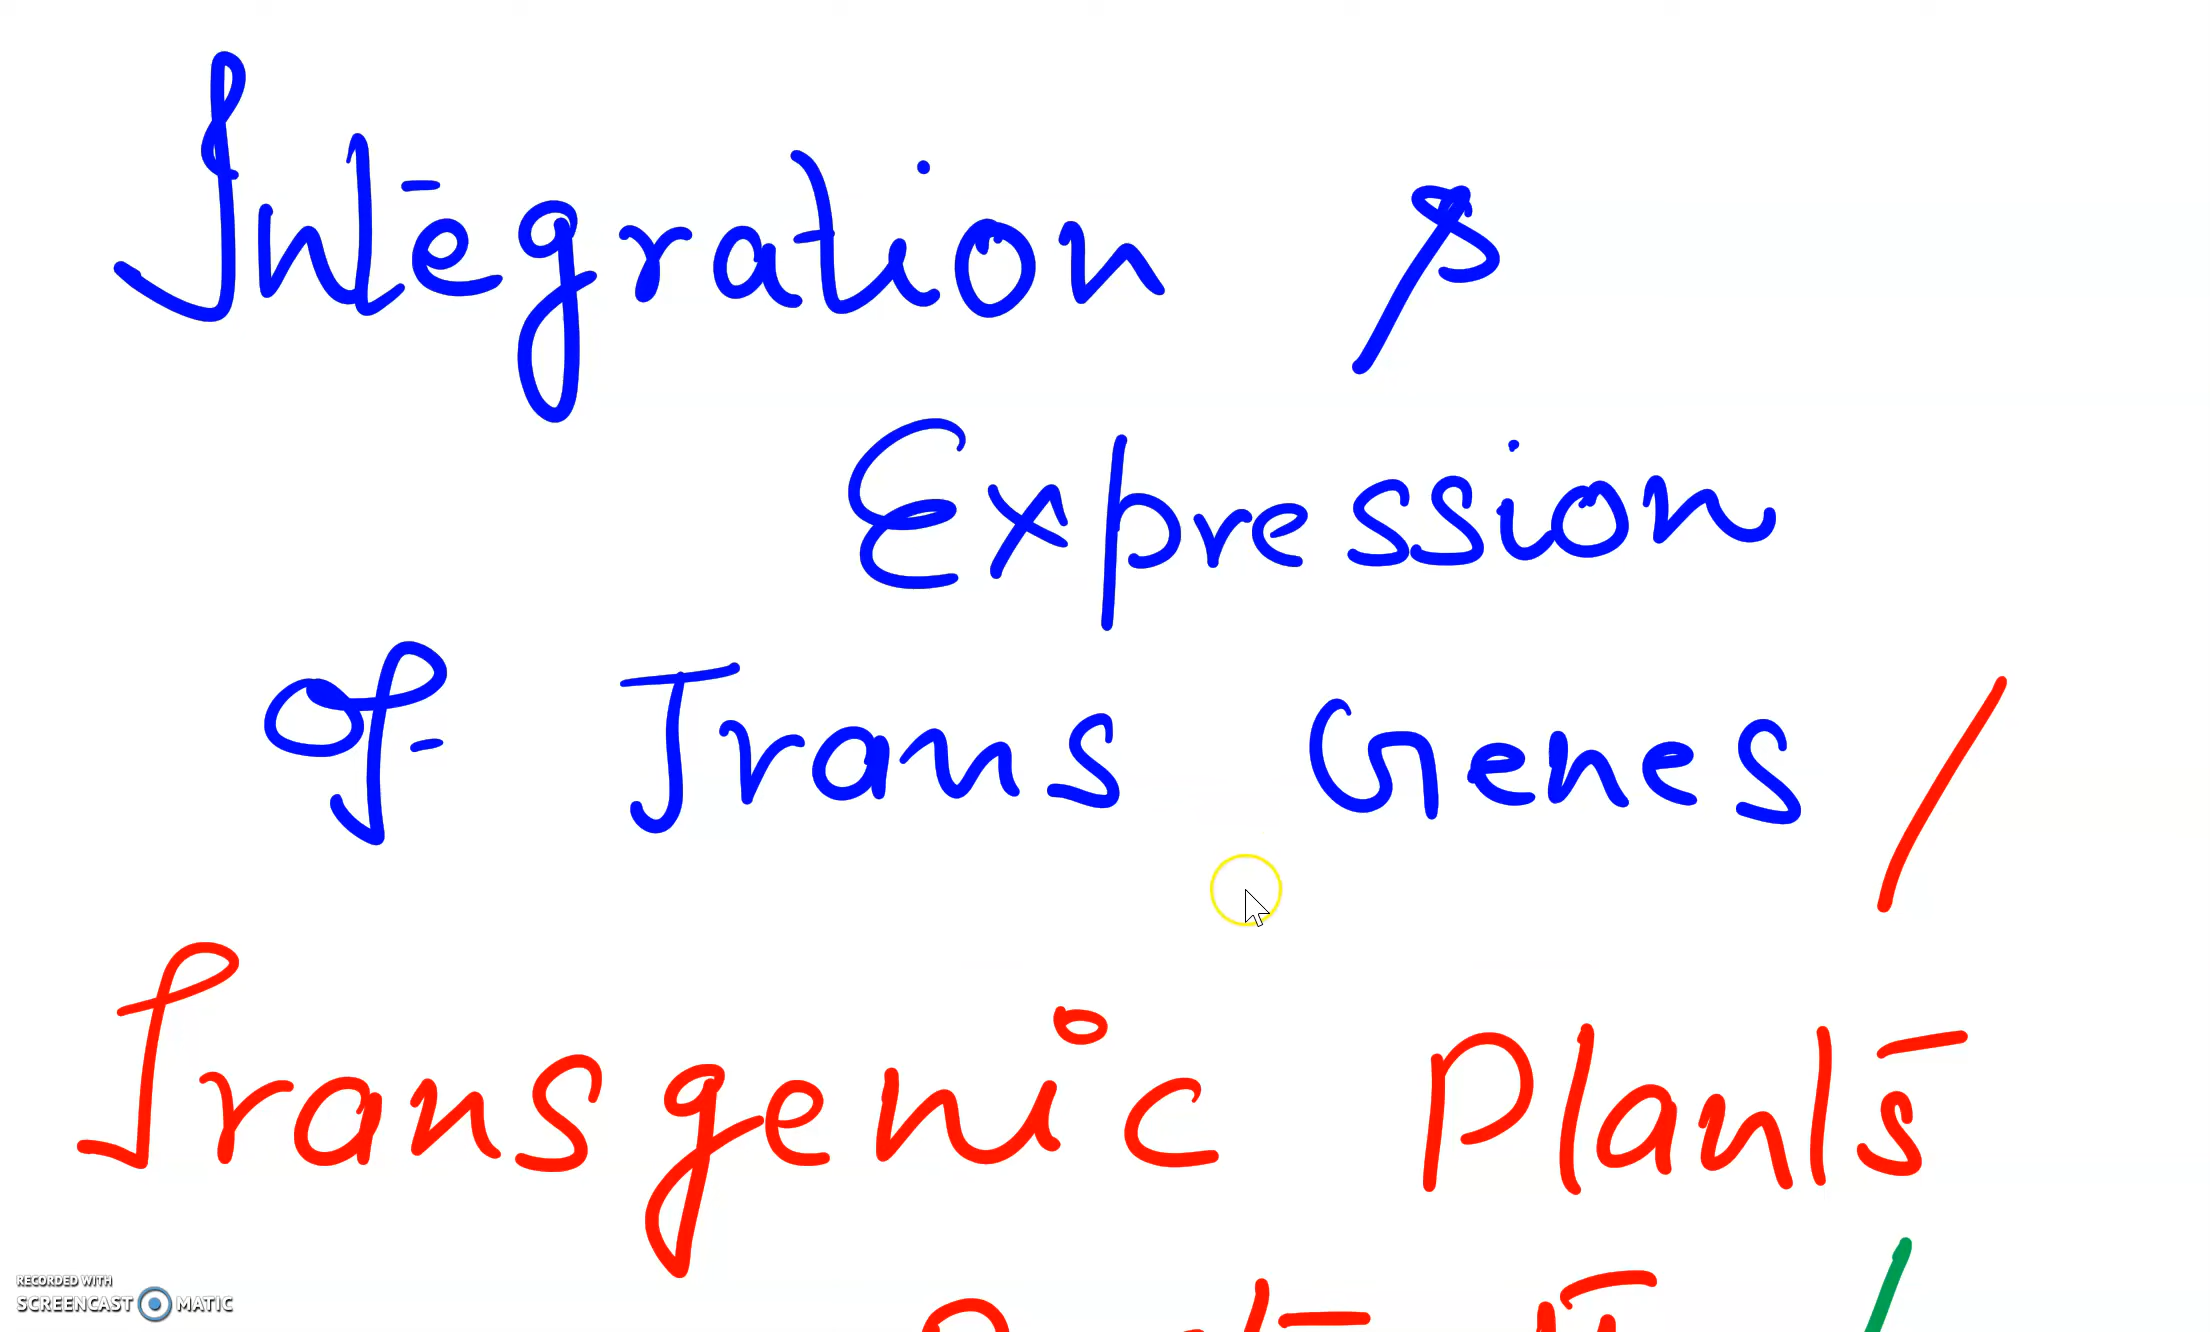 Integration &
Expression
of Trans Genes /
Transgenic Plants
RECORDED WITH
SCREENCAST MATIC